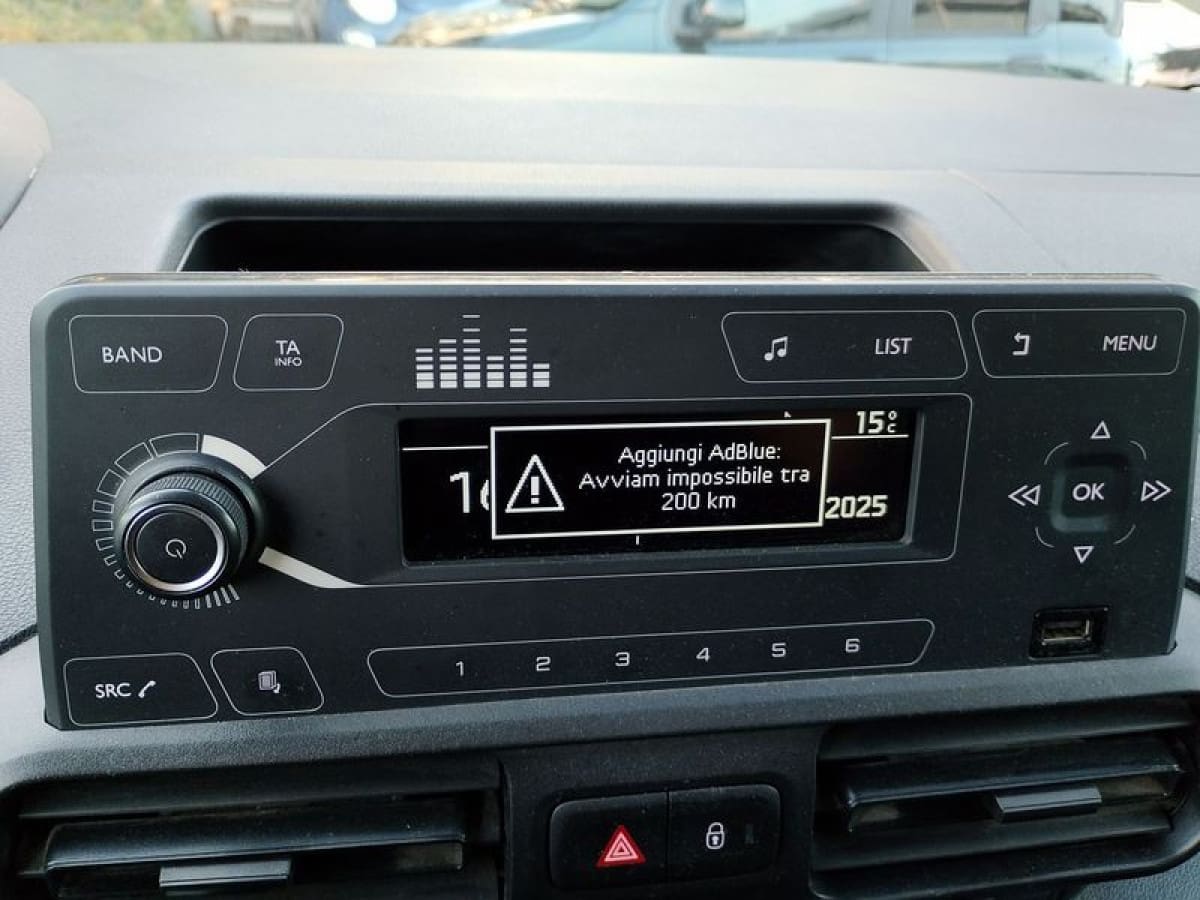 BAND
TA
INFO
LIST
MENU
15°C
Aggiungi AdBlue:
Avviam impossibile tra
200 km
2025
OK
SRC
1 2 3 4 5 6